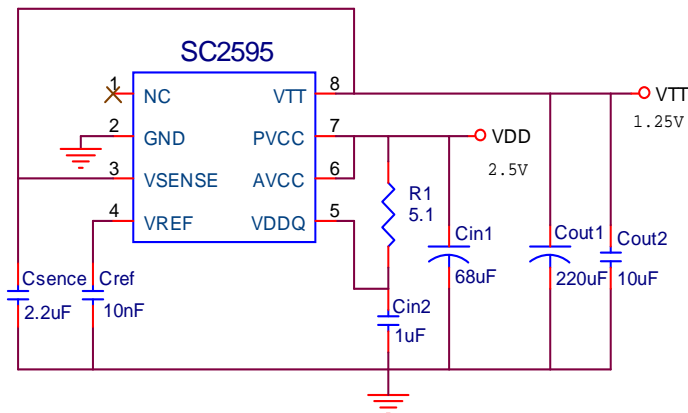 SC2595
1 NC VTT 8
2 GND PVCC 7
3 VSENSE AVCC 6
4 VREF VDDQ 5
VTT
1.25V
VDD
2.5V
R1
5.1
Cin1
68uF
Cout1
220uF
Cout2
10uF
Csence
2.2uF
Cref
10nF
Cin2
1uF